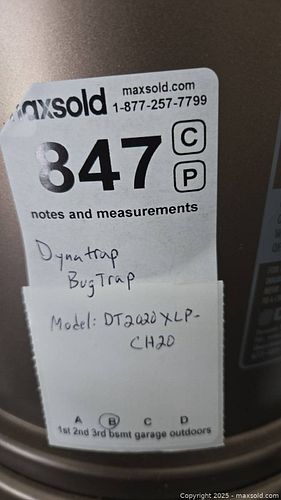 maxsold
maxsold.com
1-877-257-7799
847
C
P
notes and measurements
Dynatrap
BugTrap
Model: DT2020XLP-
CH20
A B C D
1st 2nd 3rd bsmt garage outdoors
Copyright © 2025 - maxsold.com